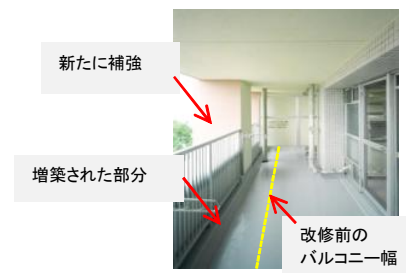 新たに補強
増築された部分
改修前の
バルコニー幅